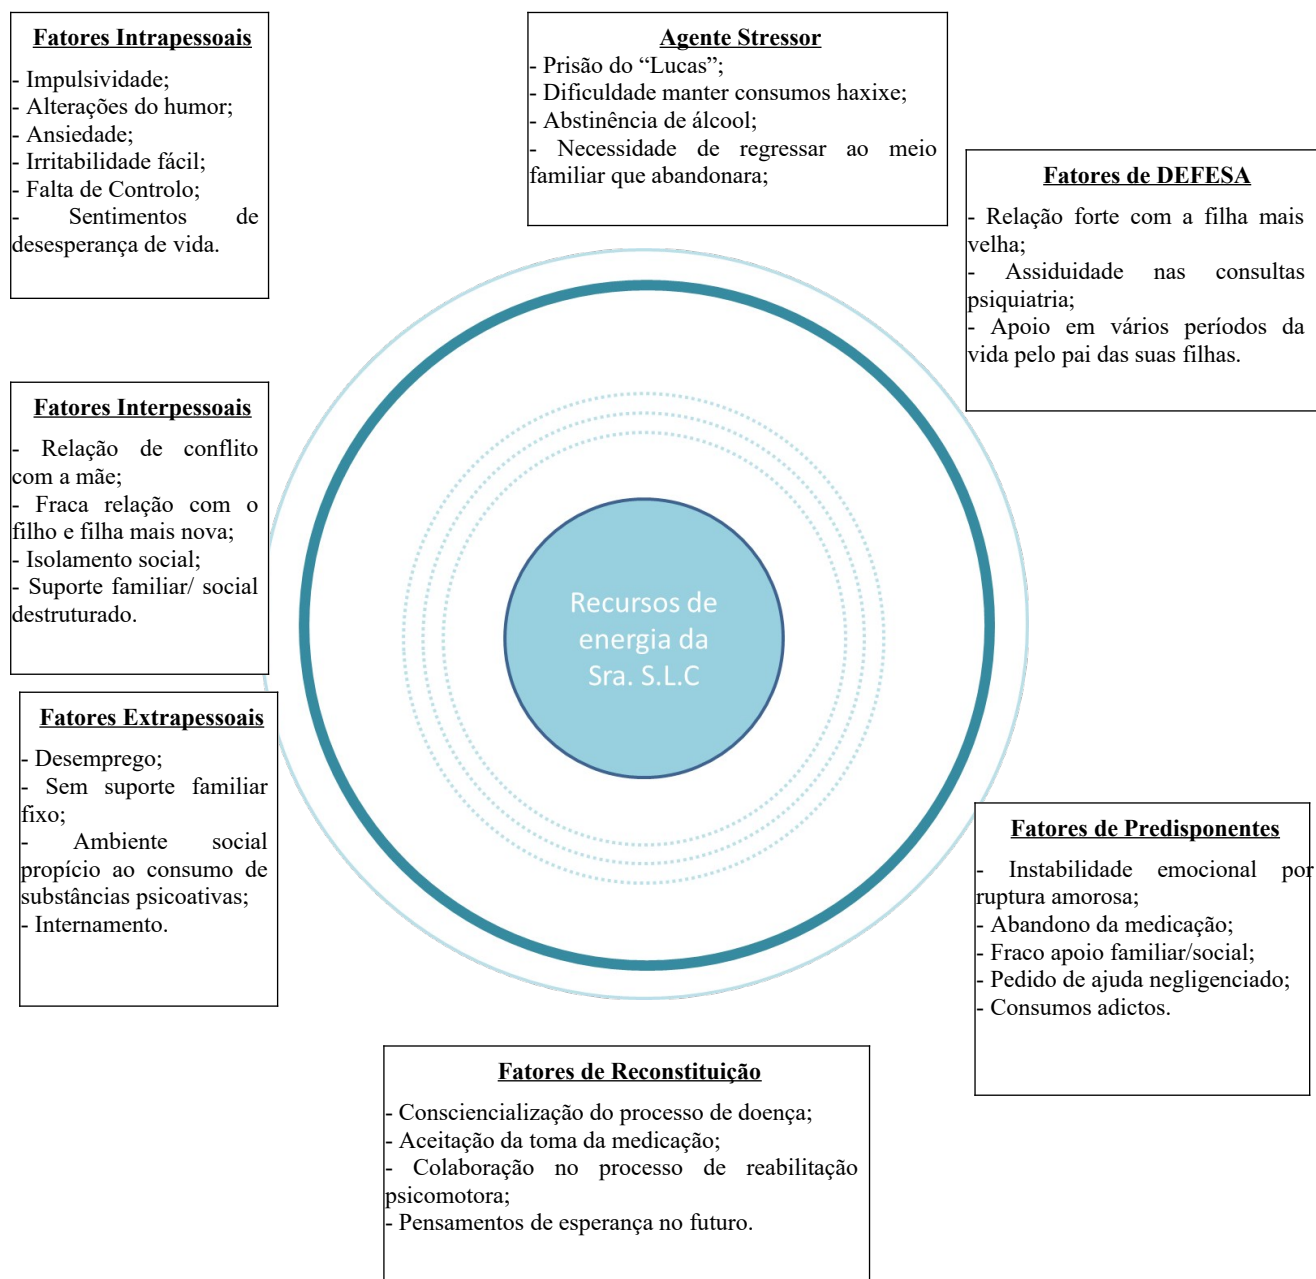 Fatores Intrapessoais
- Impulsividade;
- Alterações do humor;
- Ansiedade;
- Irritabilidade fácil;
- Falta de Controlo;
- Sentimentos de
desesperança de vida.
Agente Stressor
- Prisão do “Lucas”;
- Dificuldade manter consumos haxixe;
- Abstinência de álcool;
- Necessidade de regressar ao meio
familiar que abandonara;
Fatores de DEFESA
- Relação forte com a filha mais
velha;
- Assiduidade nas consultas
psiquiatria;
- Apoio em vários períodos da
vida pelo pai das suas filhas.
Fatores Interpessoais
- Relação de conflito
com a mãe;
- Fraca relação com o
filho e filha mais nova;
- Isolamento social;
- Suporte familiar/ social
destruturado.
Recursos de
energia da
Sra. S.L.C
Fatores Extrapessoais
- Desemprego;
- Sem suporte familiar
fixo;
- Ambiente social
propício ao consumo de
substâncias psicoativas;
- Internamento.
Fatores de Predisponentes
- Instabilidade emocional por
ruptura amorosa;
- Abandono da medicação;
- Fraco apoio familiar/social;
- Pedido de ajuda negligenciado;
- Consumos adictos.
Fatores de Reconstituição
- Consciencialização do processo de doença;
- Aceitação da toma da medicação;
- Colaboração no processo de reabilitação
psicomotora;
- Pensamentos de esperança no futuro.